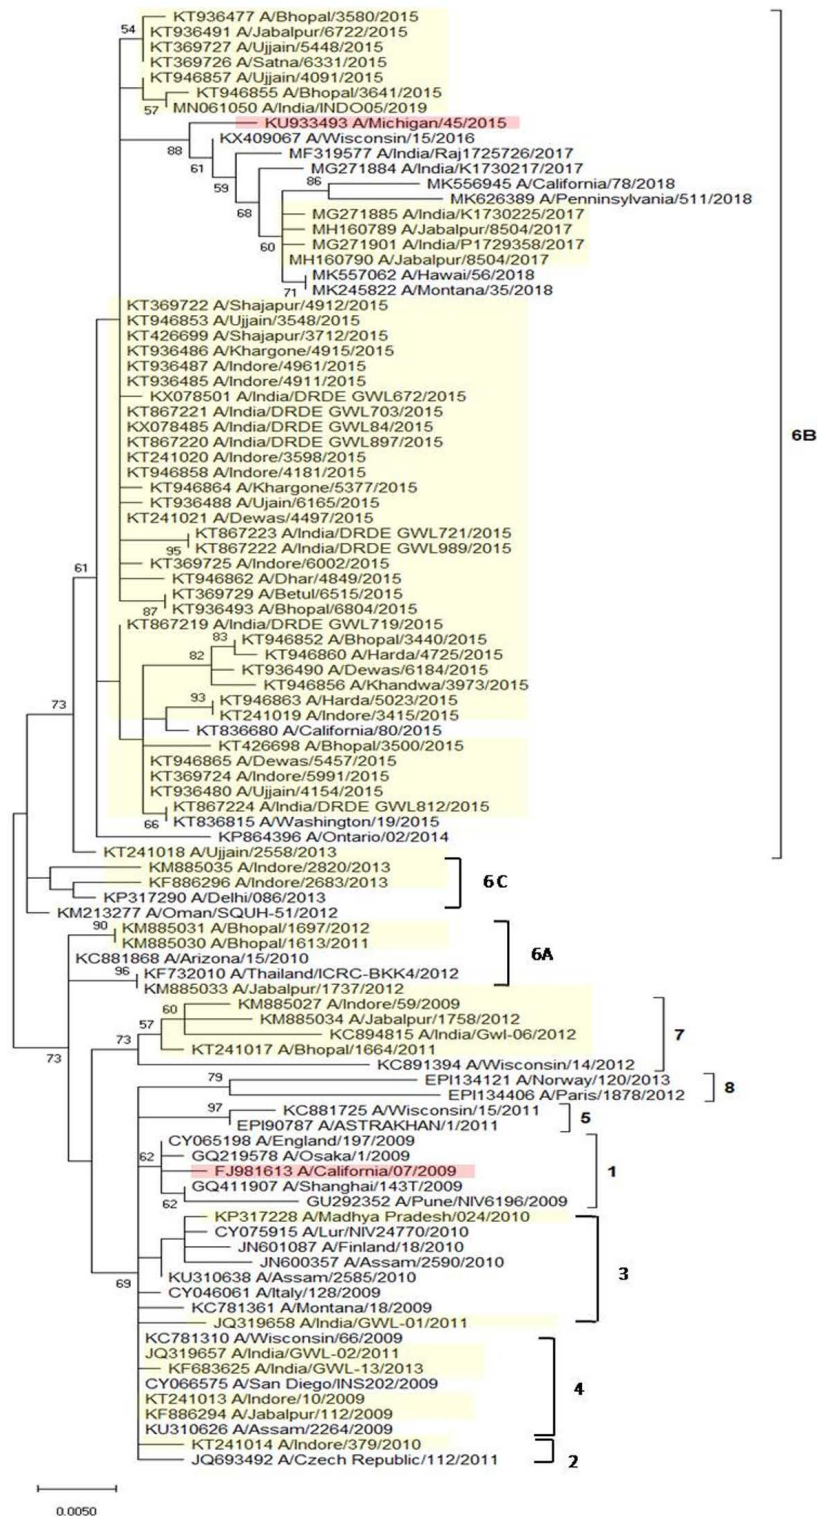 KT936477 A/Bhopal/3580/2015
54
KT936491 A/Jabalpur/6722/2015
KT369727 A/Ujjain/5448/2015
KT369726 A/Satna/6331/2015
KT946857 A/Ujjain/4091/2015
KT946855 A/Bhopal/3641/2015
57
MN061050 A/India/INDO05/2019
KU933493 A/Michigan/45/2015
88
KX409067 A/Wisconsin/15/2016
61
MF319577 A/India/Raj1725726/2017
59
MG271884 A/India/K1730217/2017
86
MK556945 A/California/78/2018
68
MK626389 A/Penninsylvania/511/2018
MG271885 A/India/K1730225/2017
MH160789 A/Jabalpur/8504/2017
60
MG271901 A/India/P1729358/2017
MH160790 A/Jabalpur/8504/2017
MK557062 A/Hawai/56/2018
71
MK245822 A/Montana/35/2018
KT369722 A/Shajapur/4912/2015
KT946853 A/Ujjain/3548/2015
KT426699 A/Shajapur/3712/2015
KT936486 A/Khargone/4915/2015
KT936487 A/Indore/4961/2015
KT936485 A/Indore/4911/2015
KX078501 A/India/DRDE GWL672/2015
KT867221 A/India/DRDE GWL703/2015
KX078485 A/India/DRDE GWL84/2015
6B
KT867220 A/India/DRDE GWL897/2015
KT241020 A/Indore/3598/2015
KT946858 A/Indore/4181/2015
KT946864 A/Khargone/5377/2015
KT936488 A/Ujain/6165/2015
KT241021 A/Dewas/4497/2015
KT867223 A/India/DRDE GWL721/2015
95
KT867222 A/India/DRDE GWL989/2015
61
KT369725 A/Indore/6002/2015
KT946862 A/Dhar/4849/2015
KT369729 A/Betul/6515/2015
87
KT936493 A/Bhopal/6804/2015
KT867219 A/India/DRDE GWL719/2015
83
KT946852 A/Bhopal/3440/2015
82
KT946860 A/Harda/4725/2015
KT936490 A/Dewas/6184/2015
KT946856 A/Khandwa/3973/2015
73
93
KT946863 A/Harda/5023/2015
KT241019 A/Indore/3415/2015
KT836680 A/California/80/2015
KT426698 A/Bhopal/3500/2015
KT946865 A/Dewas/5457/2015
KT369724 A/Indore/5991/2015
KT936480 A/Ujjain/4154/2015
KT867224 A/India/DRDE GWL812/2015
66
KT836815 A/Washington/19/2015
KP864396 A/Ontario/02/2014
KT241018 A/Ujjain/2558/2013
KM885035 A/Indore/2820/2013
KF886296 A/Indore/2683/2013
6C
KP317290 A/Delhi/086/2013
KM213277 A/Oman/SQUH-51/2012
90
KM885031 A/Bhopal/1697/2012
KM885030 A/Bhopal/1613/2011
KC881868 A/Arizona/15/2010
6A
96
KF732010 A/Thailand/ICRC-BKK4/2012
KM885033 A/Jabalpur/1737/2012
60
KM885027 A/Indore/59/2009
57
KM885034 A/Jabalpur/1758/2012
73
KC894815 A/India/Gwl-06/2012
7
73
KT241017 A/Bhopal/1664/2011
KC891394 A/Wisconsin/14/2012
79
EPI134121 A/Norway/120/2013
8
EPI134406 A/Paris/1878/2012
97
KC881725 A/Wisconsin/15/2011
5
EPI90787 A/ASTRAKHAN/1/2011
CY065198 A/England/197/2009
62
GQ219578 A/Osaka/1/2009
FJ981613 A/California/07/2009
1
GQ411907 A/Shanghai/143T/2009
62
GU292352 A/Pune/NIV6196/2009
KP317228 A/Madhya Pradesh/024/2010
CY075915 A/Lur/NIV24770/2010
JN601087 A/Finland/18/2010
JN600357 A/Assam/2590/2010
3
69
KU310638 A/Assam/2585/2010
CY046061 A/Italy/128/2009
KC781361 A/Montana/18/2009
JQ319658 A/India/GWL-01/2011
KC781310 A/Wisconsin/66/2009
JQ319657 A/India/GWL-02/2011
KF683625 A/India/GWL-13/2013
CY066575 A/San Diego/INS202/2009
4
KT241013 A/Indore/10/2009
KF886294 A/Jabalpur/112/2009
KU310626 A/Assam/2264/2009
KT241014 A/Indore/379/2010
JQ693492 A/Czech Republic/112/2011
2
0.0050